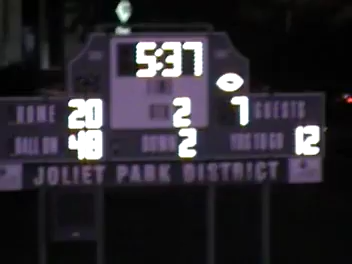 5:37
HOME 20 2 7 GUESTS
BALL ON 48 DOWN 2 YDS TO GO 12
JOLIET PARK DISTRICT